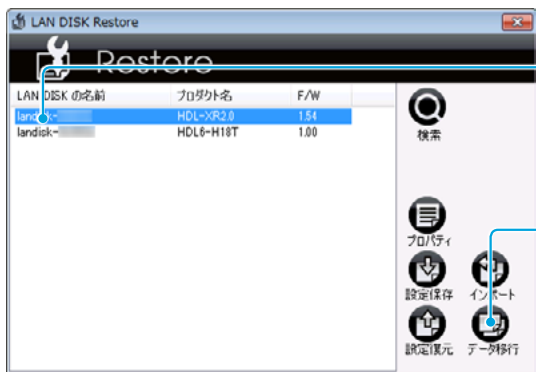 LAN DISK Restore
Restore
LAN DISK の名前 プロダクト名 F/W
landisk- HDL-XR2.0 1.54
landisk- HDL6-H18T 1.00
検索
プロパティ
設定保存 インポート
設定復元 データ移行